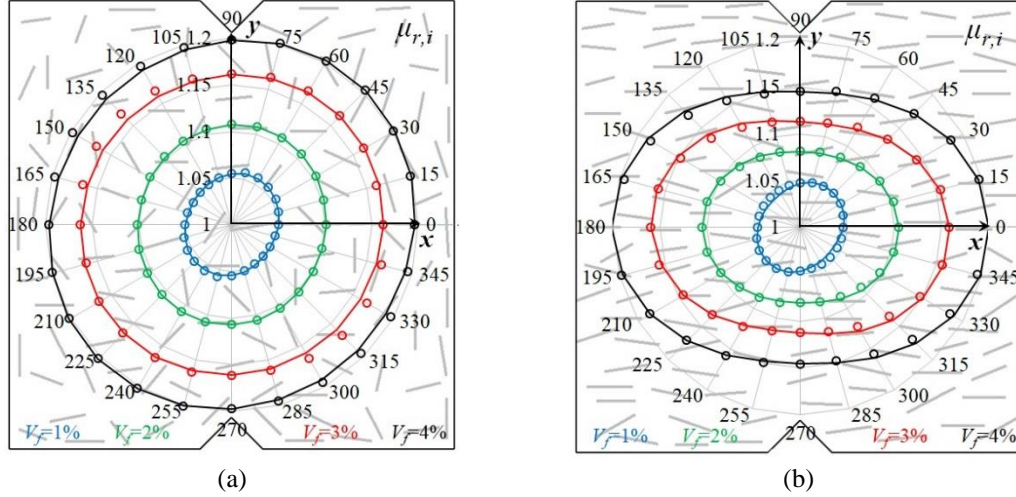 90
y
μr,i
105 1.2 75
120 60
135 1.15 45
150 1.1 30
165 1.05 15
180 1 0
x
195 345
210 330
225 315
240 300
255 285
270
Vf=1% Vf=2% Vf=3% Vf=4%
(a)
90
y
μr,i
105 1.2 75
120 60
135 1.15 45
150 1.1 30
165 1.05 15
180 1 0
x
195 345
210 330
225 315
240 300
255 285
270
Vf=1% Vf=2% Vf=3% Vf=4%
(b)